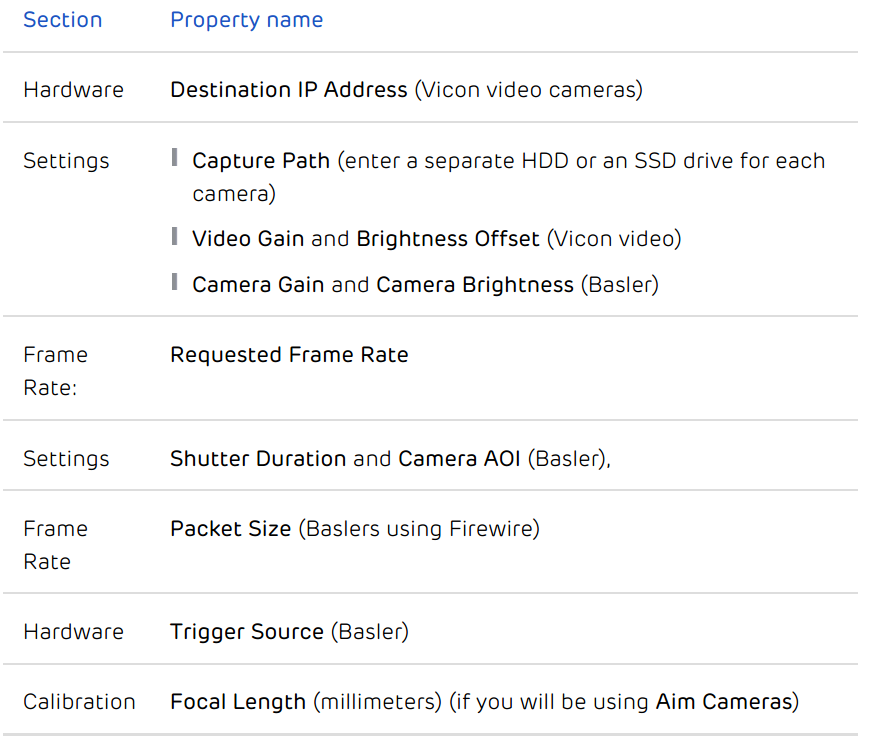 Section Property name
Hardware Destination IP Address (Vicon video cameras)
Settings Capture Path (enter a separate HDD or an SSD drive for each
camera)
Video Gain and Brightness Offset (Vicon video)
Camera Gain and Camera Brightness (Basler)
Frame Requested Frame Rate
Rate:
Settings Shutter Duration and Camera AOI (Basler),
Frame Packet Size (Baslers using Firewire)
Rate
Hardware Trigger Source (Basler)
Calibration Focal Length (millimeters) (if you will be using Aim Cameras)